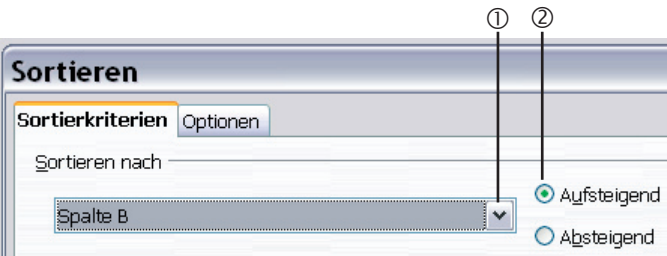 ① ②
Sortieren
Sortierkriterien Optionen
Sortieren nach
Spalte B
Aufsteigend
Absteigend